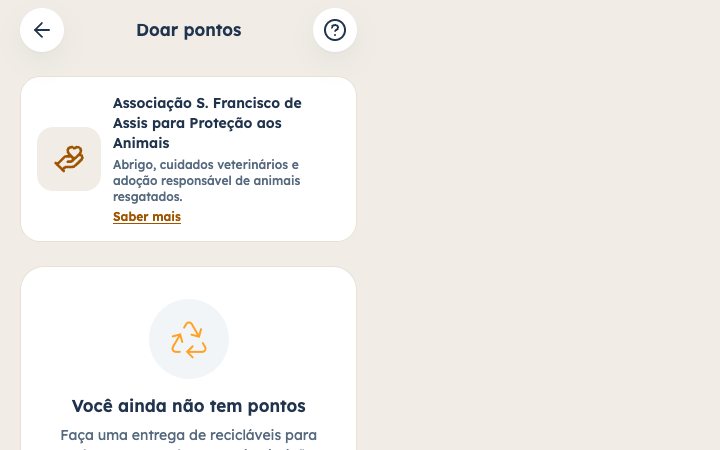 Doar pontos
Associação S. Francisco de
Assis para Proteção aos
Animais
Abrigo, cuidados veterinários e
adoção responsável de animais
resgatados.
Saber mais
Você ainda não tem pontos
Faça uma entrega de recicláveis para